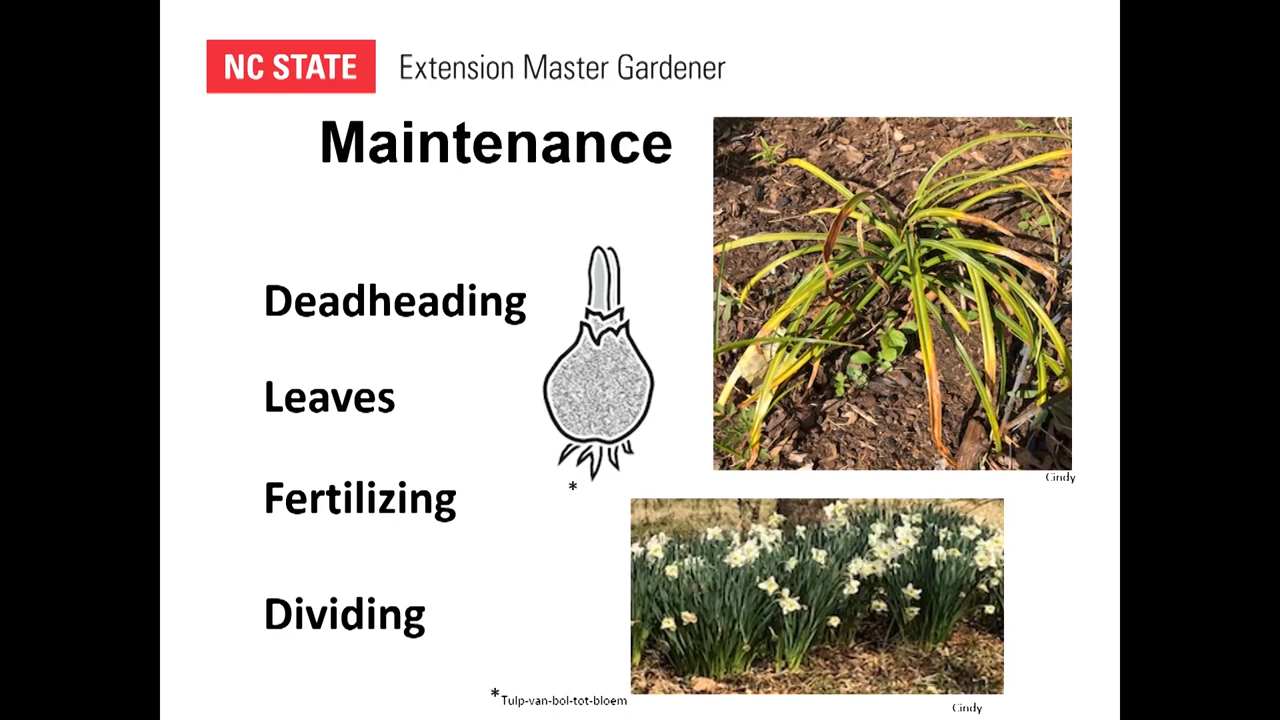 NC STATE Extension Master Gardener
Maintenance
Deadheading
Leaves
Fertilizing
Dividing
Cindy
*
*Tulp-van-bol-tot-bloem
Cindy